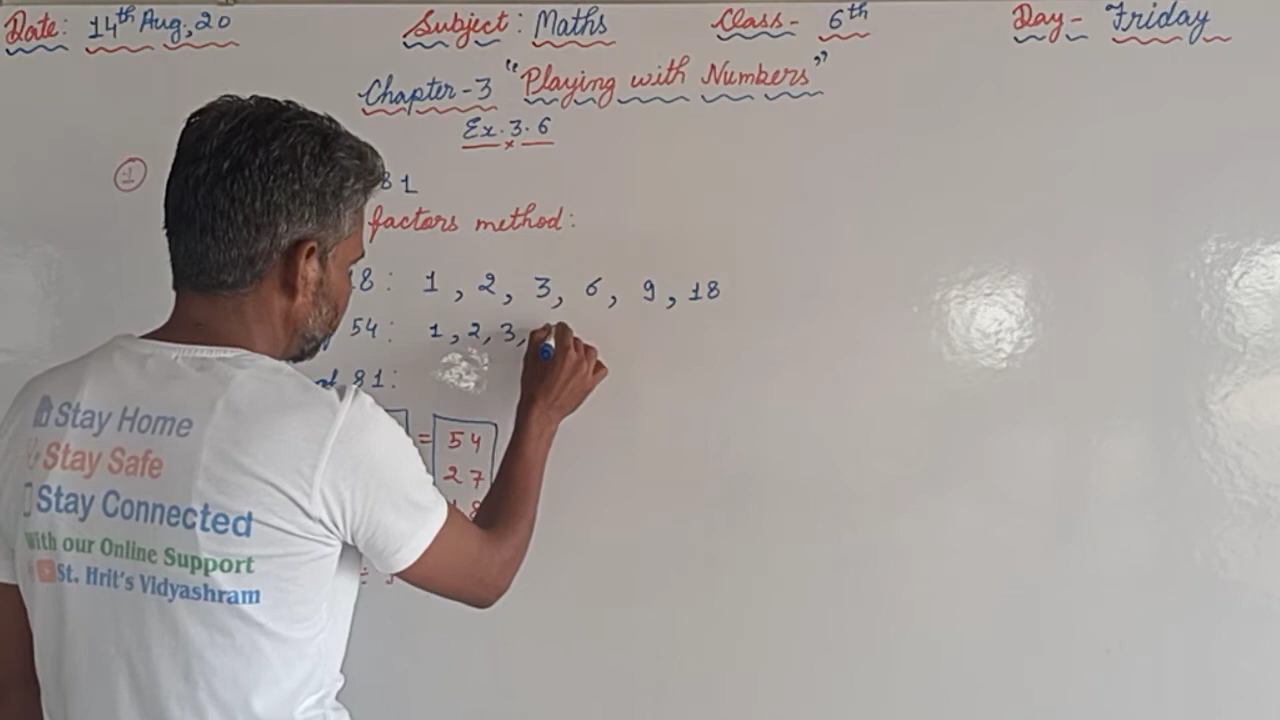 Date: 14th Aug, 20 Subject: Maths Class- 6th Day- Friday
Chapter-3 "Playing with Numbers"
Ex. 3.6
1 81
factors method:
18: 1, 2, 3, 6, 9, 18
54: 1, 2, 3,
of 81:
= 54
27
Stay Home
Stay Safe
Stay Connected
With our Online Support
St. Hrit's Vidyashram